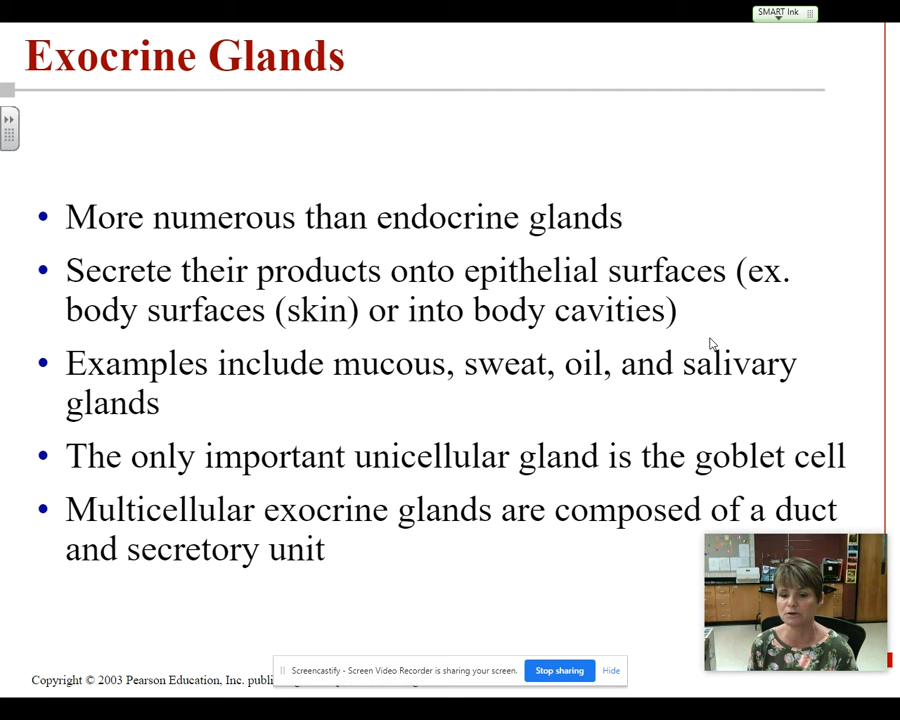 SMART Ink
Exocrine Glands
• More numerous than endocrine glands
• Secrete their products onto epithelial surfaces (ex.
body surfaces (skin) or into body cavities)
• Examples include mucous, sweat, oil, and salivary
glands
• The only important unicellular gland is the goblet cell
• Multicellular exocrine glands are composed of a duct
and secretory unit
Screencastify - Screen Video Recorder is sharing your screen.
Stop sharing
Hide
Copyright © 2003 Pearson Education, Inc.